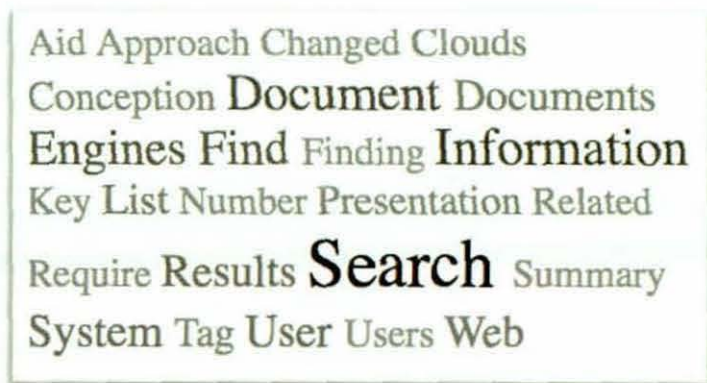 Aid Approach Changed Clouds
Conception Document Documents
Engines Find Finding Information
Key List Number Presentation Related
Require Results Search Summary
System Tag User Users Web